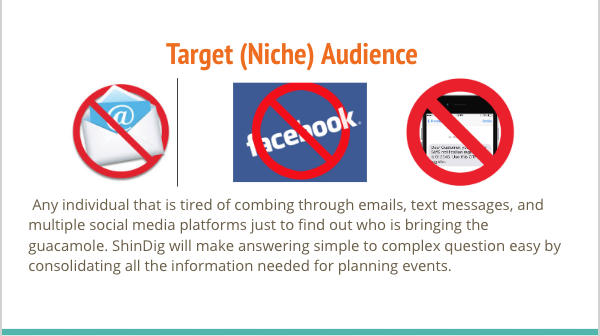 Target (Niche) Audience
@
facebook
Any individual that is tired of combing through emails, text messages, and
multiple social media platforms just to find out who is bringing the
guacamole. ShinDig will make answering simple to complex question easy by
consolidating all the information needed for planning events.